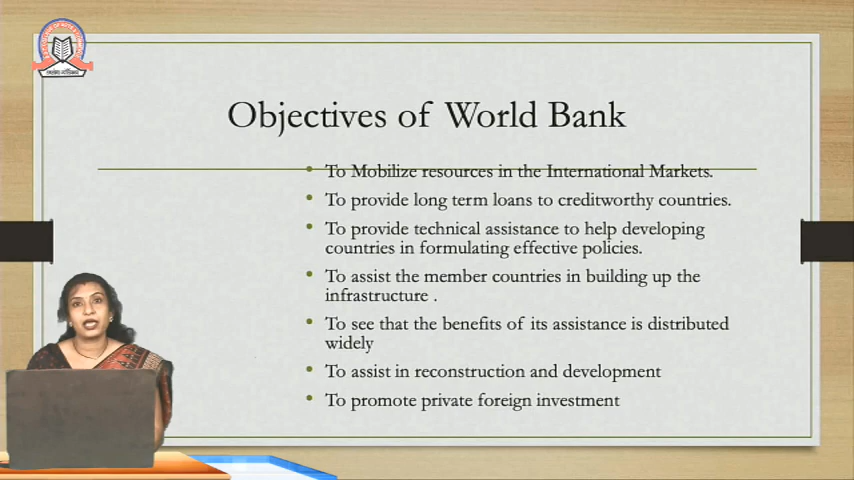 Objectives of World Bank
• To Mobilize resources in the International Markets.
• To provide long term loans to creditworthy countries.
• To provide technical assistance to help developing
countries in formulating effective policies.
• To assist the member countries in building up the
infrastructure .
• To see that the benefits of its assistance is distributed
widely
• To assist in reconstruction and development
• To promote private foreign investment